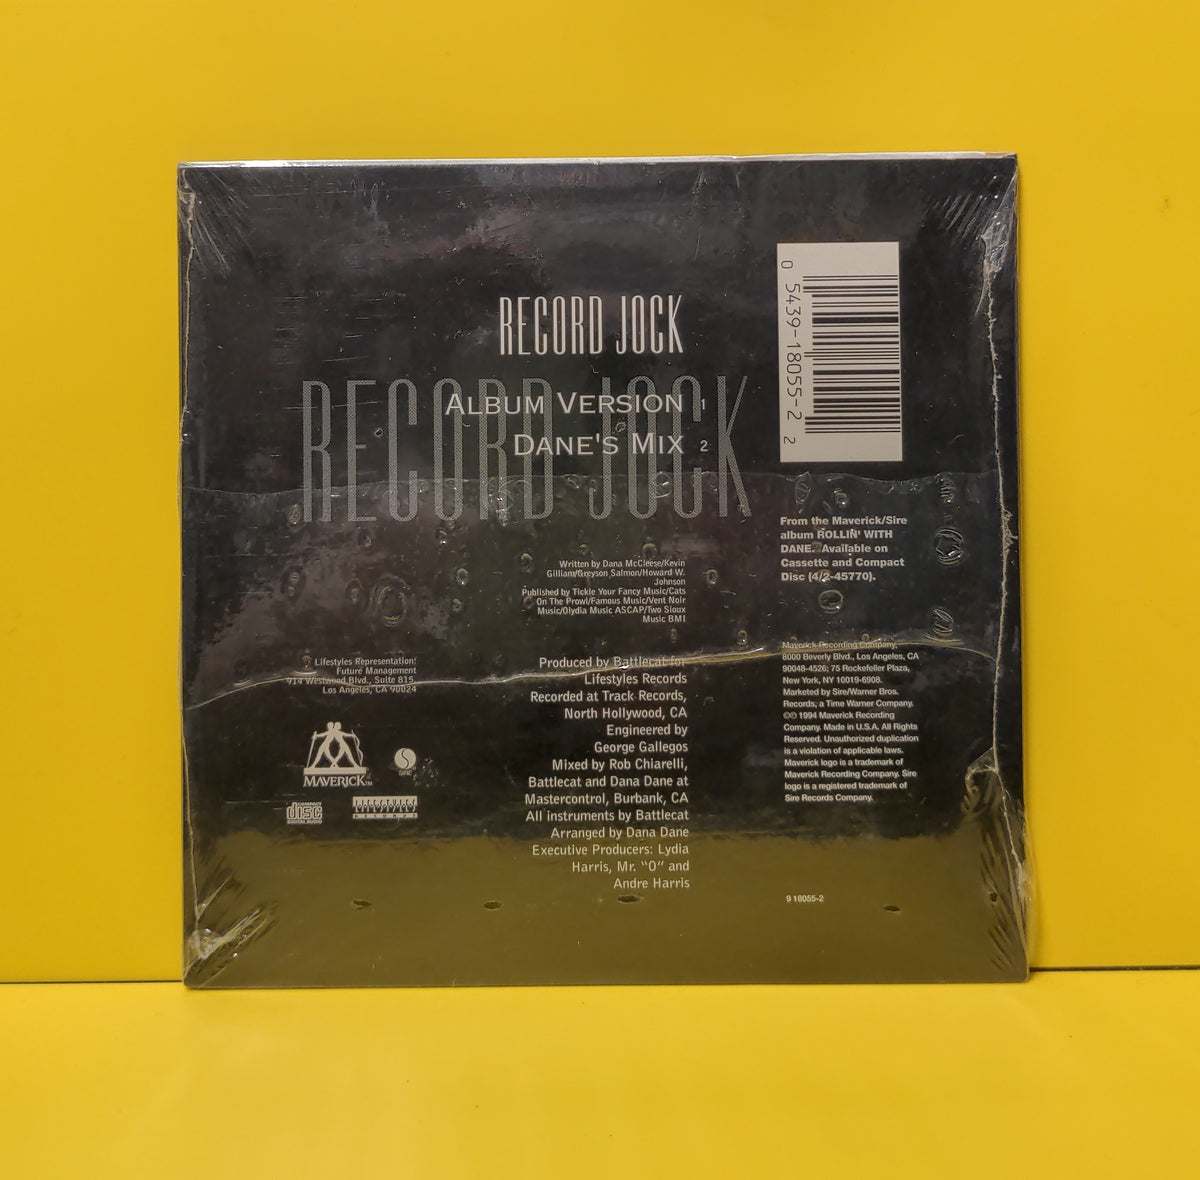 RECORD JOCK
RECORD JOCK
ALBUM VERSION 1
DANE'S MIX 2
0 5439-18055-2 2
From the Maverick/Sire
album ROLLIN' WITH
DANE. Available on
Cassette and Compact
Disc (4/2-45770).
Written by Dana McCleese/Kevin
Gilliam/Greyson Salmon/Howard W.
Johnson
Published by Tickle Your Fancy Music/Cats
On The Prowl/Famous Music/Vent Noir
Music/Olydia Music ASCAP/Two Sioux
Music BMI
Lifestyles Representation:
Future Management
914 Westwood Blvd., Suite 815,
Los Angeles, CA 90024
MAVERICK™
SIRE
COMPACT
disc
DIGITAL AUDIO
RECORDS
Produced by Battlecat for
Lifestyles Records
Recorded at Track Records,
North Hollywood, CA
Engineered by
George Gallegos
Mixed by Rob Chiarelli,
Battlecat and Dana Dane at
Mastercontrol, Burbank, CA
All instruments by Battlecat
Arranged by Dana Dane
Executive Producers: Lydia
Harris, Mr. "O" and
Andre Harris
Maverick Recording Company,
8000 Beverly Blvd., Los Angeles, CA
90048-4526; 75 Rockefeller Plaza,
New York, NY 10019-6908.
Marketed by Sire/Warner Bros.
Records, a Time Warner Company.
©℗ 1994 Maverick Recording
Company. Made in U.S.A. All Rights
Reserved. Unauthorized duplication
is a violation of applicable laws.
Maverick logo is a trademark of
Maverick Recording Company. Sire
logo is a registered trademark of
Sire Records Company.
9 18055-2